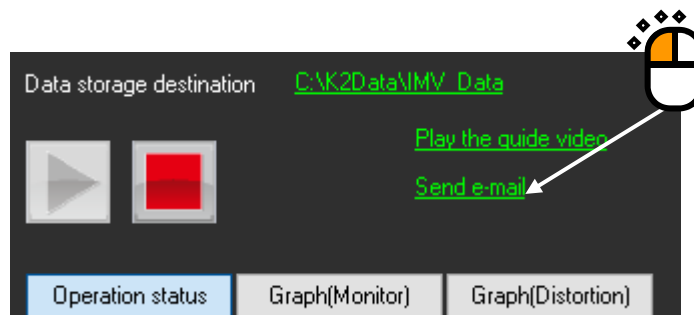 Data storage destination C:\K2Data\IMV_Data
Play the guide video
Send e-mail
Operation status Graph(Monitor) Graph(Distortion)